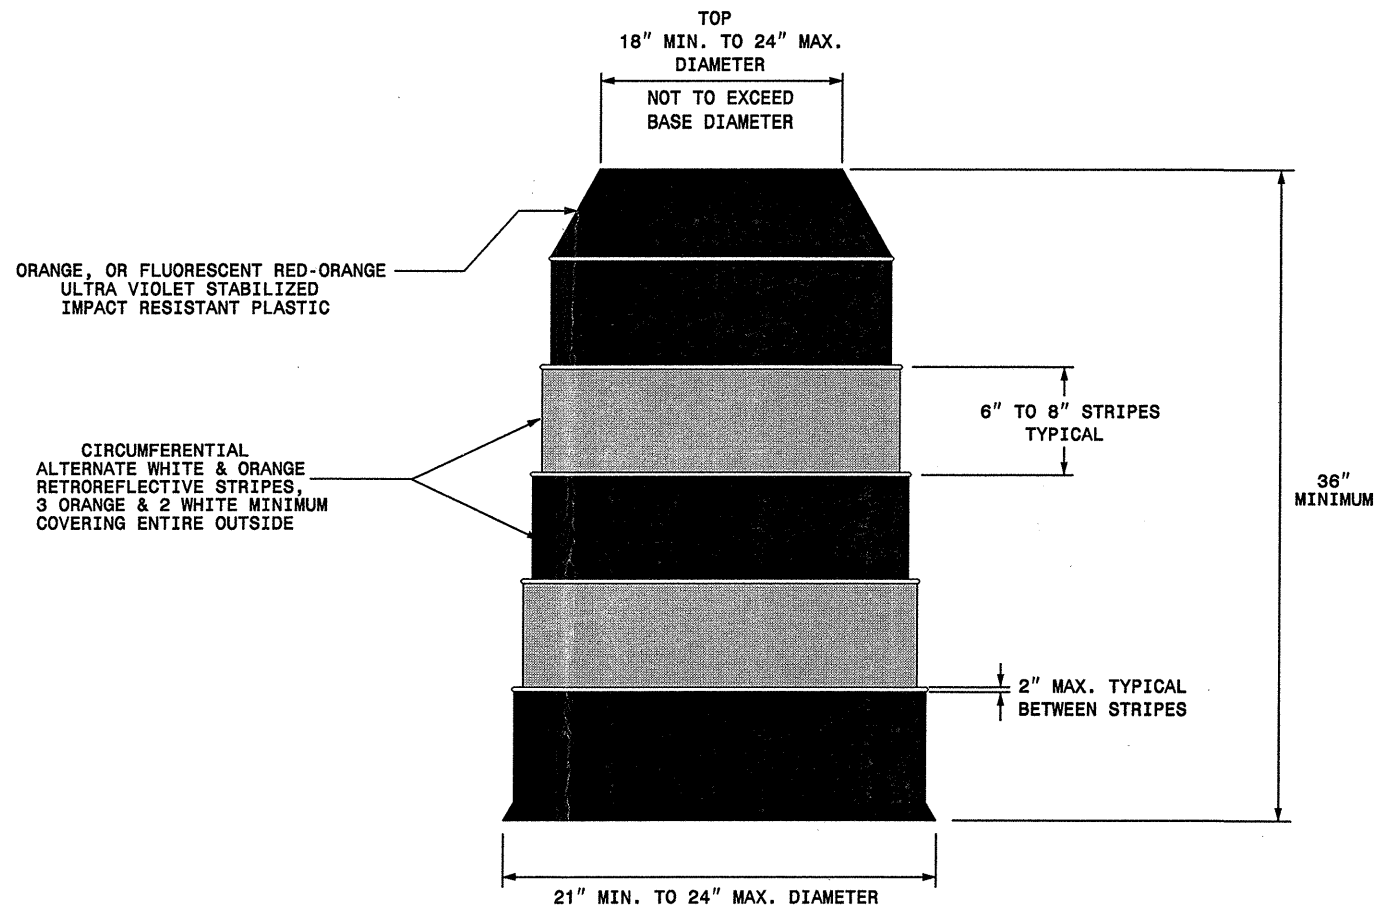 TOP
18" MIN. TO 24" MAX.
DIAMETER
NOT TO EXCEED
BASE DIAMETER
ORANGE, OR FLUORESCENT RED-ORANGE
ULTRA VIOLET STABILIZED
IMPACT RESISTANT PLASTIC
6" TO 8" STRIPES
TYPICAL
CIRCUMFERENTIAL
ALTERNATE WHITE & ORANGE
RETROREFLECTIVE STRIPES,
3 ORANGE & 2 WHITE MINIMUM
COVERING ENTIRE OUTSIDE
36"
MINIMUM
2" MAX. TYPICAL
BETWEEN STRIPES
21" MIN. TO 24" MAX. DIAMETER